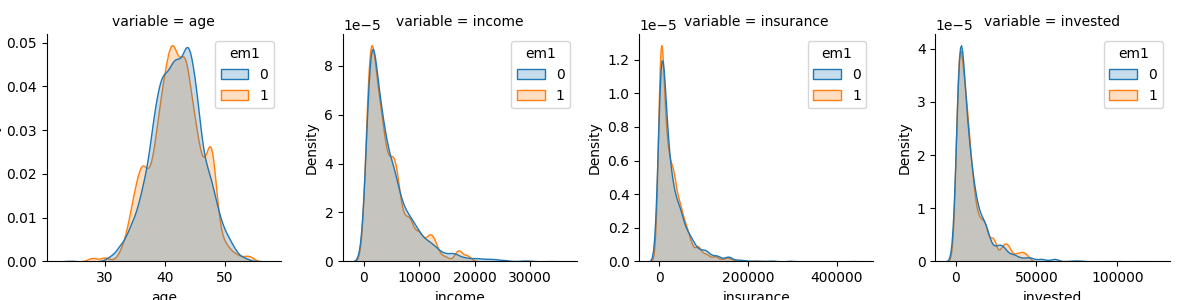 variable = age
0.05
0.04
0.03
0.02
0.01
0.00
30
40
50
age
em1
0
1
variable = income
1e−5
8
6
4
2
0
Density
0
10000
20000
30000
income
em1
0
1
variable = insurance
1e−5
1.2
1.0
0.8
0.6
0.4
0.2
0.0
Density
0
200000
400000
insurance
em1
0
1
variable = invested
1e−5
4
3
2
1
0
Density
0
50000
100000
invested
em1
0
1